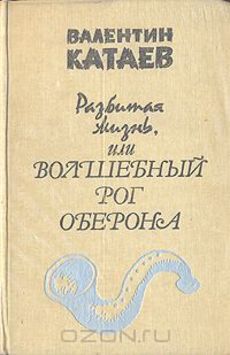 ВАЛЕНТИН
КАТАЕВ
Разбитая
жизнь,
или
ВОЛШЕБНЫЙ
РОГ
ОБЕРОНА
OZON.RU